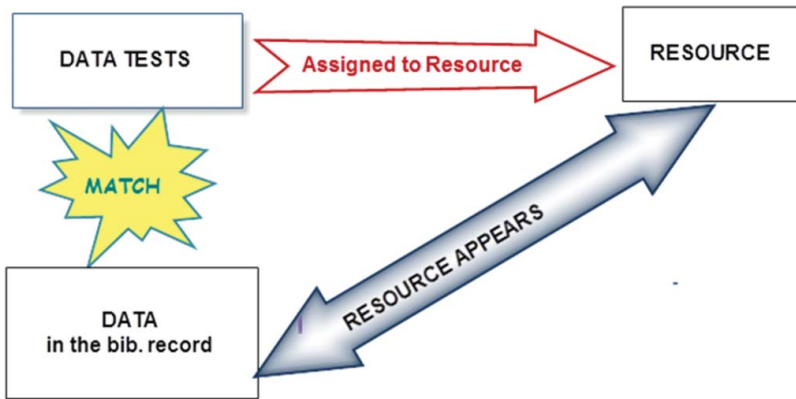 DATA TESTS
Assigned to Resource
RESOURCE
MATCH
RESOURCE APPEARS
DATA
in the bib. record